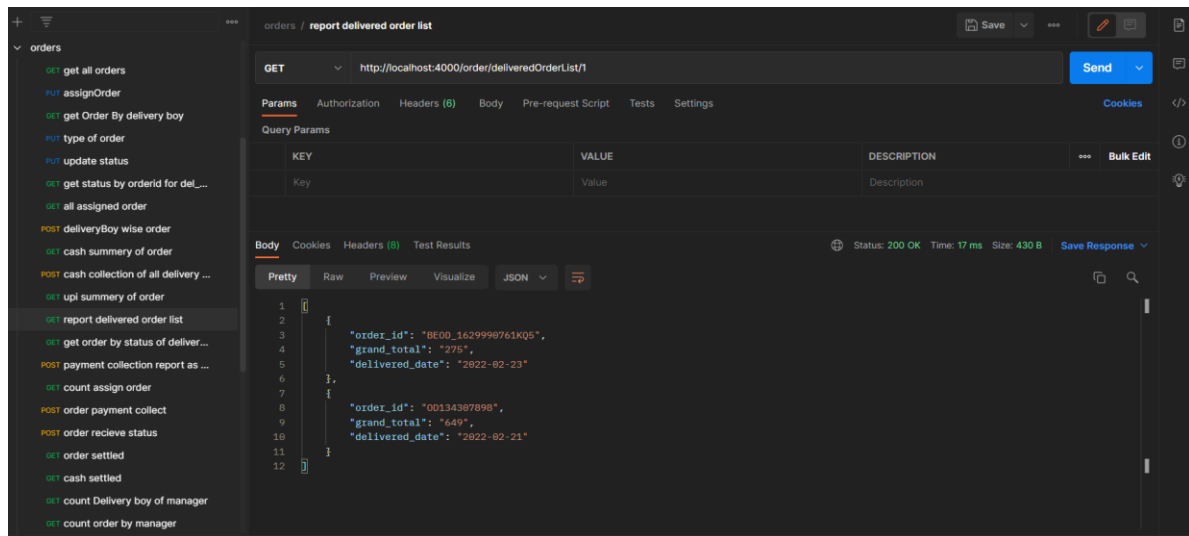 orders / report delivered order list
Save
orders
GET get all orders
PUT assignOrder
GET get Order By delivery boy
PUT type of order
PUT update status
GET get status by orderid for del_...
GET all assigned order
POST deliveryBoy wise order
GET cash summery of order
POST cash collection of all delivery ...
GET upi summery of order
GET report delivered order list
GET get order by status of deliver...
POST payment collection report as ...
GET count assign order
POST order payment collect
POST order recieve status
GET order settled
GET cash settled
GET count Delivery boy of manager
GET count order by manager
GET http://localhost:4000/order/deliveredOrderList/1 Send
Params Authorization Headers (6) Body Pre-request Script Tests Settings Cookies
Query Params
KEY VALUE DESCRIPTION Bulk Edit
Key Value Description
Body Cookies Headers (8) Test Results Status: 200 OK Time: 17 ms Size: 430 B Save Response
Pretty Raw Preview Visualize JSON
1 [
2 {
3 "order_id": "BEOD_1629990761KQ5",
4 "grand_total": "275",
5 "delivered_date": "2022-02-23"
6 },
7 {
8 "order_id": "OD134307898",
9 "grand_total": "649",
10 "delivered_date": "2022-02-21"
11 }
12 ]